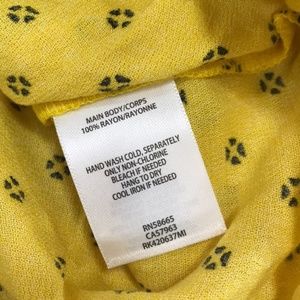 MAIN BODY/CORPS
100% RAYON/RAYONNE
HAND WASH COLD, SEPARATELY
ONLY NON-CHLORINE
BLEACH IF NEEDED
HANG TO DRY
COOL IRON IF NEEDED
RN58665
CA57963
RK420637MI